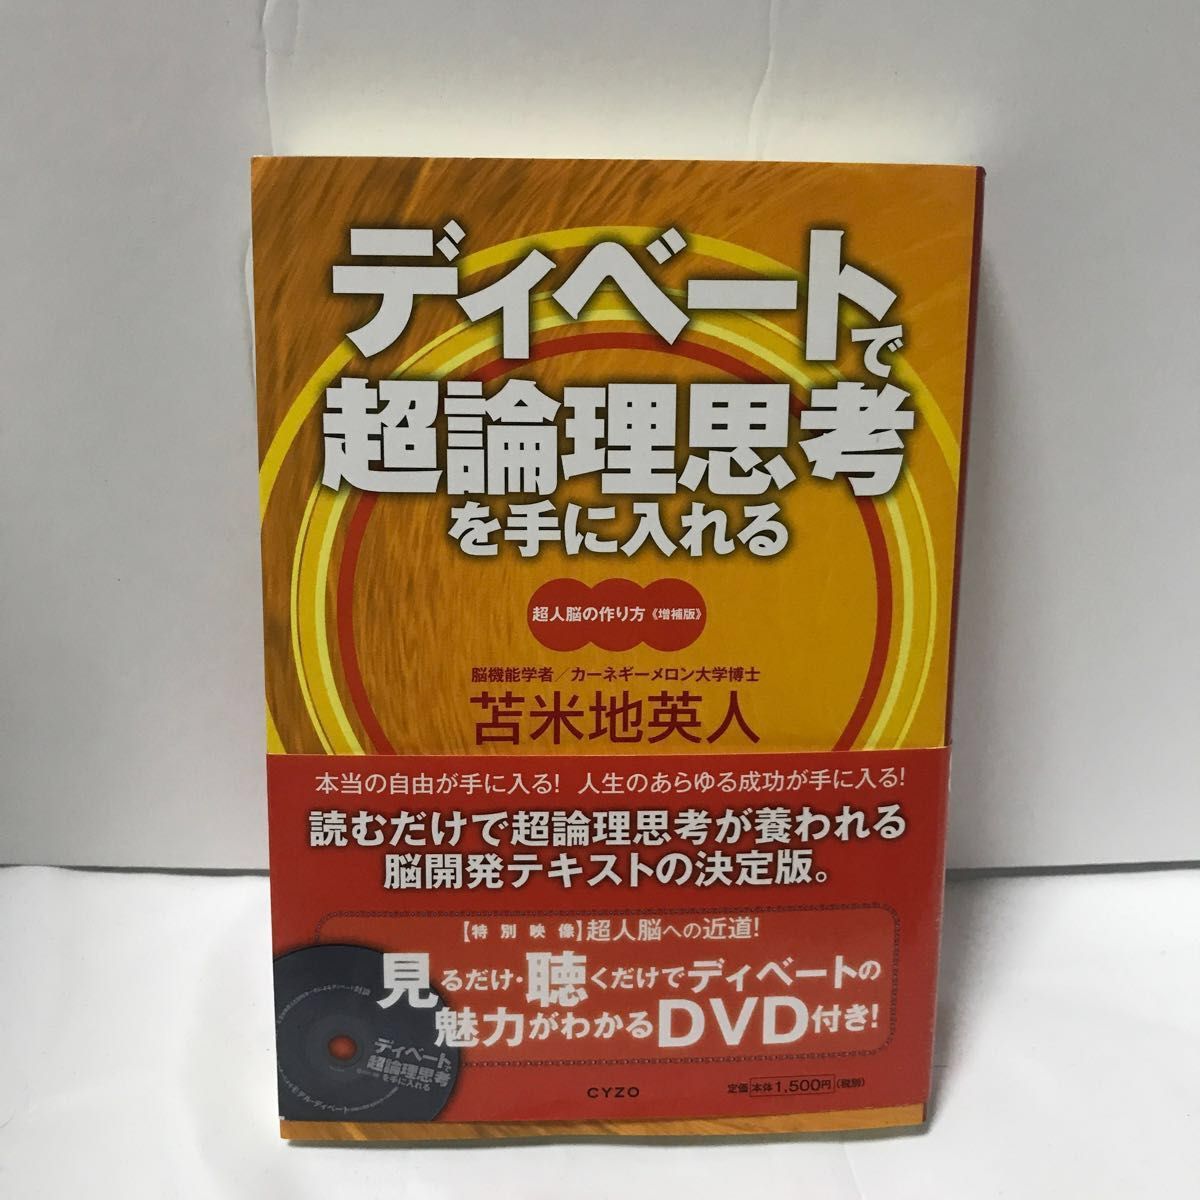 ディベートで
超論理思考
を手に入れる
超人脳の作り方《増補版》
脳機能学者／カーネギーメロン大学博士
苫米地英人
本当の自由が手に入る! 人生のあらゆる成功が手に入る!
読むだけで超論理思考が養われる
脳開発テキストの決定版。
【特別映像】超人脳への近道!
見るだけ・聴くだけでディベートの
魅力がわかるDVD付き!
ディベートで
超論理思考
を手に入れる
定価 本体1,500円 (税別)
CYZO